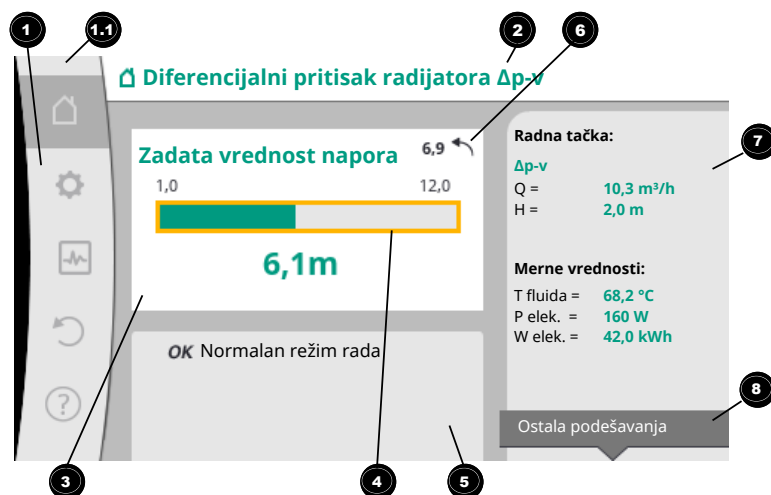 1
1.1
2
6
Diferencijalni pritisak radijatora Δp-v
Zadata vrednost napora
6,9
1,0
12,0
6,1m
OK Normalan režim rada
Radna tačka:
Δp-v
Q = 10,3 m³/h
H = 2,0 m
Merne vrednosti:
T fluida = 68,2 °C
P elek. = 160 W
W elek. = 42,0 kWh
Ostala podešavanja
?
7
8
3
4
5